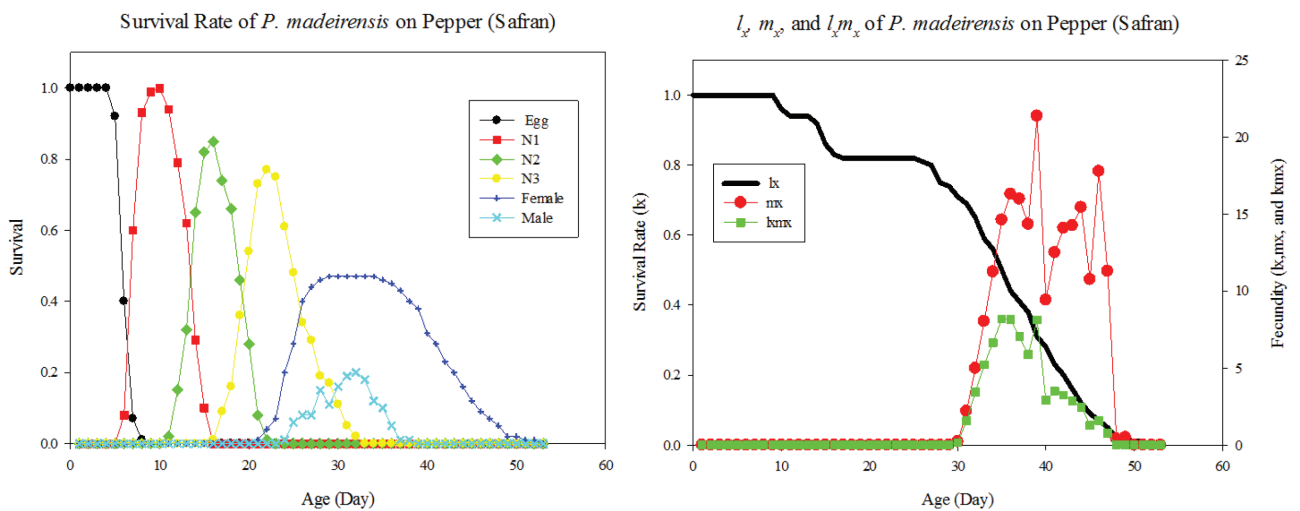 Survival Rate of P. madeirensis on Pepper (Safran)
Survival
1.0
0.8
0.6
0.4
0.2
0.0
0 10 20 30 40 50 60
Age (Day)
Egg
N1
N2
N3
Female
Male
lx, mx, and lxmx of P. madeirensis on Pepper (Safran)
Survival Rate (lx)
1.0
0.8
0.6
0.4
0.2
0.0
lx
mx
lxmx
0 10 20 30 40 50 60
Age (Day)
25
20
15
10
5
0
Fecundity (lx,mx, and kmx)